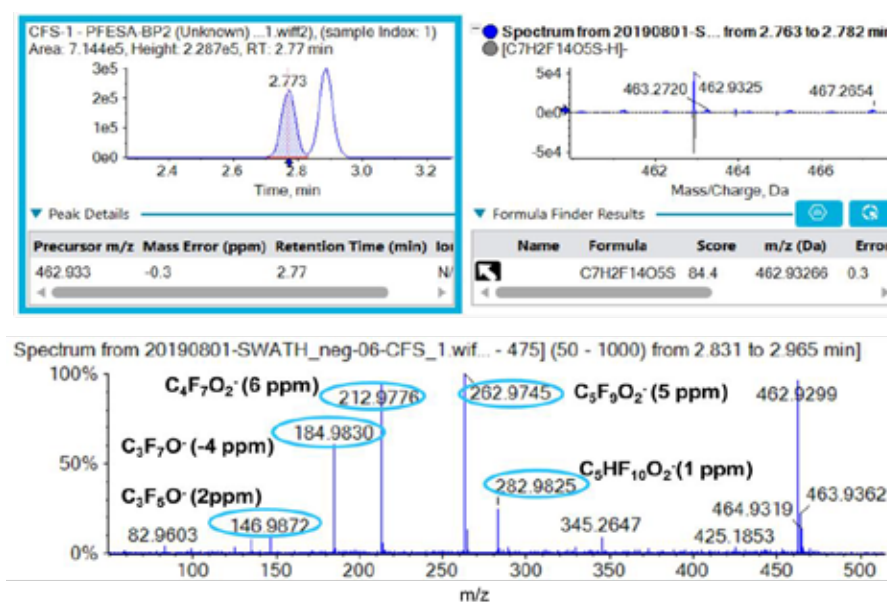 CFS-1 - PFESA-BP2 (Unknown) ...1.wiff2), (sample Index: 1)
Area: 7.144e5, Height: 2.287e5, RT: 2.77 min
3e5
2e5
1e5
0e0
2.773
2.4 2.6 2.8 3.0 3.2
Time, min
Peak Details
Precursor m/z Mass Error (ppm) Retention Time (min) Ion
462.933 -0.3 2.77 N/
Spectrum from 20190801-S... from 2.763 to 2.782 min
[C7H2F14O5S-H]-
5e4
0e0
-5e4
463.2720 462.9325 467.2654
462 464 466
Mass/Charge, Da
Formula Finder Results
Name Formula Score m/z (Da) Error
C7H2F14O5S 84.4 462.93266 0.3
Spectrum from 20190801-SWATH_neg-06-CFS_1.wif... - 475] (50 - 1000) from 2.831 to 2.965 min]
100%
50%
0%
C₄F₇O₂⁻ (6 ppm)
212.9776
262.9745
C₅F₉O₂⁻ (5 ppm)
462.9299
184.9830
C₃F₇O⁻ (-4 ppm)
C₅HF₁₀O₂⁻ (1 ppm)
282.9825
C₃F₅O⁻ (2ppm)
146.9872
82.9603
345.2647
425.1853
464.9319
463.9362
100 150 200 250 300 350 400 450 500
m/z